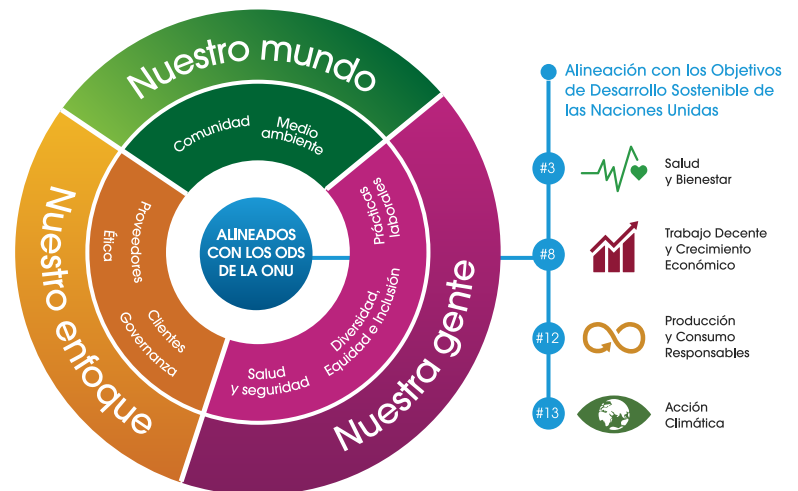 Nuestro mundo
Comunidad
Medio
ambiente
Nuestro enfoque
Ética
Proveedores
Clientes
Governanza
Nuestra gente
Prácticas
laborales
Diversidad,
Equidad e Inclusión
Salud
y seguridad
ALINEADOS
CON LOS ODS
DE LA ONU
Alineación con los Objetivos
de Desarrollo Sostenible de
las Naciones Unidas
#3
Salud
y Bienestar
#8
Trabajo Decente
y Crecimiento
Económico
#12
Producción
y Consumo
Responsables
#13
Acción
Climática